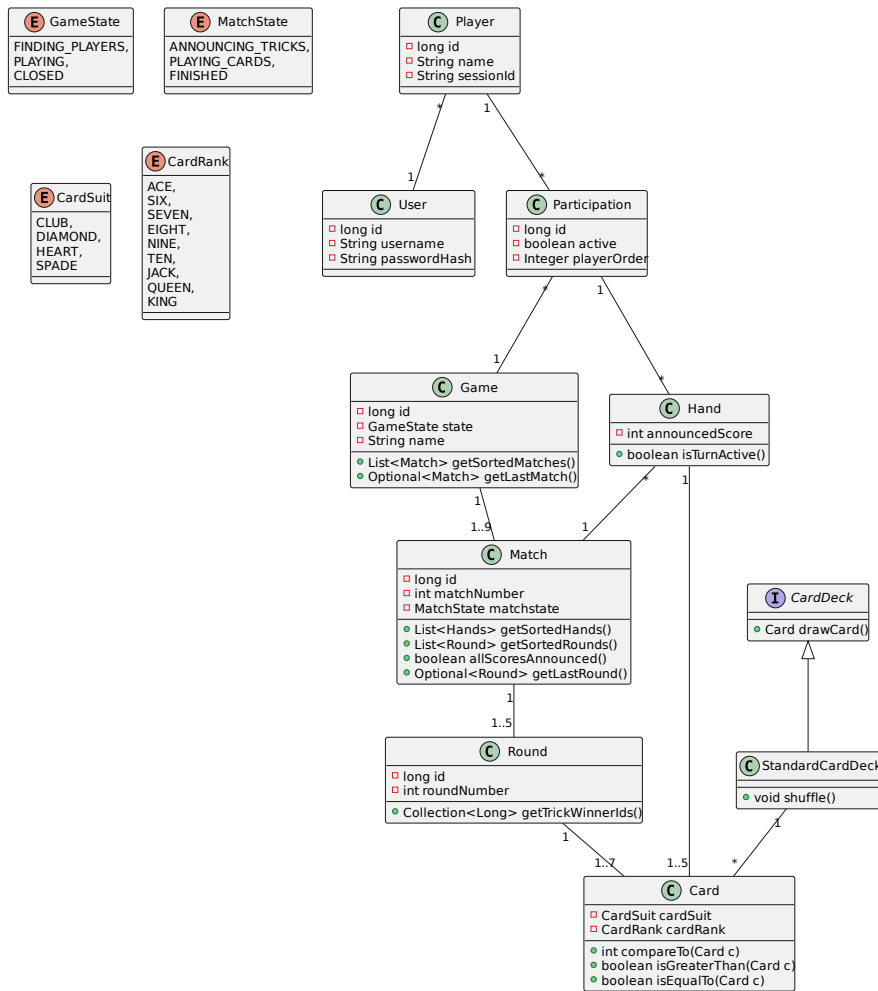 E GameState
FINDING_PLAYERS,
PLAYING,
CLOSED
E MatchState
ANNOUNCING_TRICKS,
PLAYING_CARDS,
FINISHED
C Player
long id
String name
String sessionId
E CardSuit
CLUB,
DIAMOND,
HEART,
SPADE
E CardRank
ACE,
SIX,
SEVEN,
EIGHT,
NINE,
TEN,
JACK,
QUEEN,
KING
*
1
1
*
C User
long id
String username
String passwordHash
C Participation
long id
boolean active
Integer playerOrder
*
1
1
*
C Game
long id
GameState state
String name
List<Match> getSortedMatches()
Optional<Match> getLastMatch()
C Hand
int announcedScore
boolean isTurnActive()
1
1..9
*
1
1
1..5
C Match
long id
int matchNumber
MatchState matchstate
List<Hands> getSortedHands()
List<Round> getSortedRounds()
boolean allScoresAnnounced()
Optional<Round> getLastRound()
I CardDeck
Card drawCard()
1
1..5
C Round
long id
int roundNumber
Collection<Long> getTrickWinnerIds()
C StandardCardDeck
void shuffle()
1
1..7
1
*
C Card
CardSuit cardSuit
CardRank cardRank
int compareTo(Card c)
boolean isGreaterThan(Card c)
boolean isEqualTo(Card c)